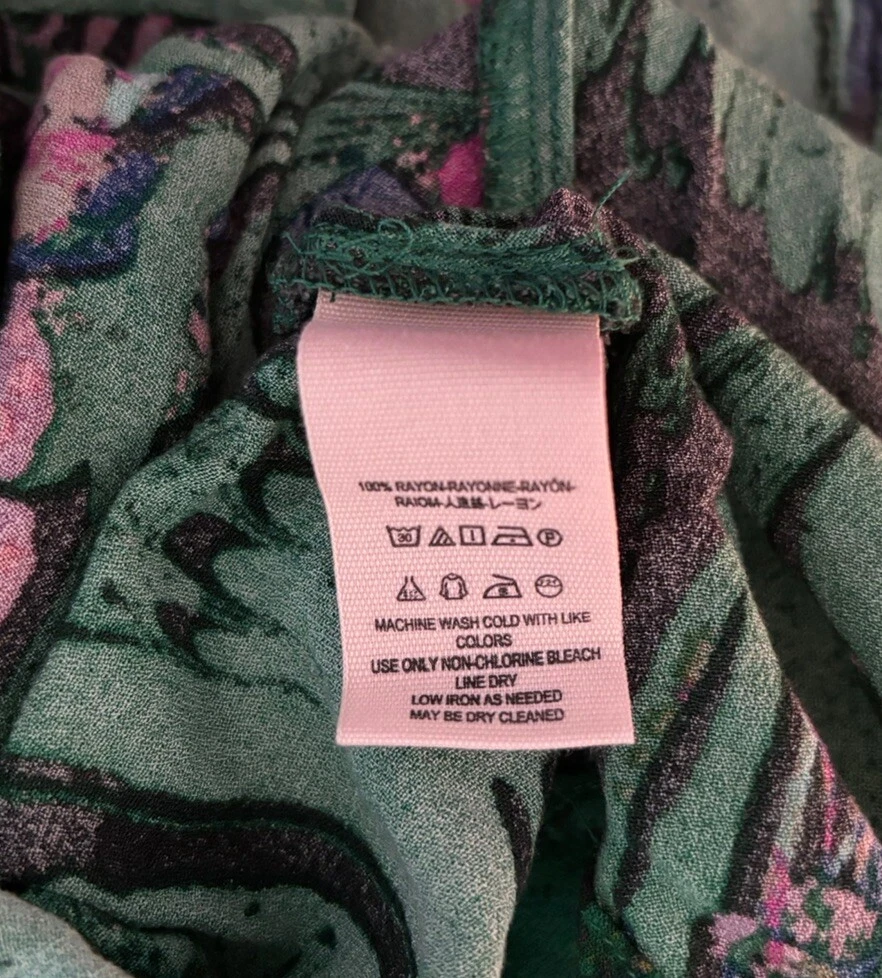 100% RAYON-RAYONNE-RAYÓN-
RAIOM-人造絲-レーヨン
30 P
MACHINE WASH COLD WITH LIKE
COLORS
USE ONLY NON-CHLORINE BLEACH
LINE DRY
LOW IRON AS NEEDED
MAY BE DRY CLEANED